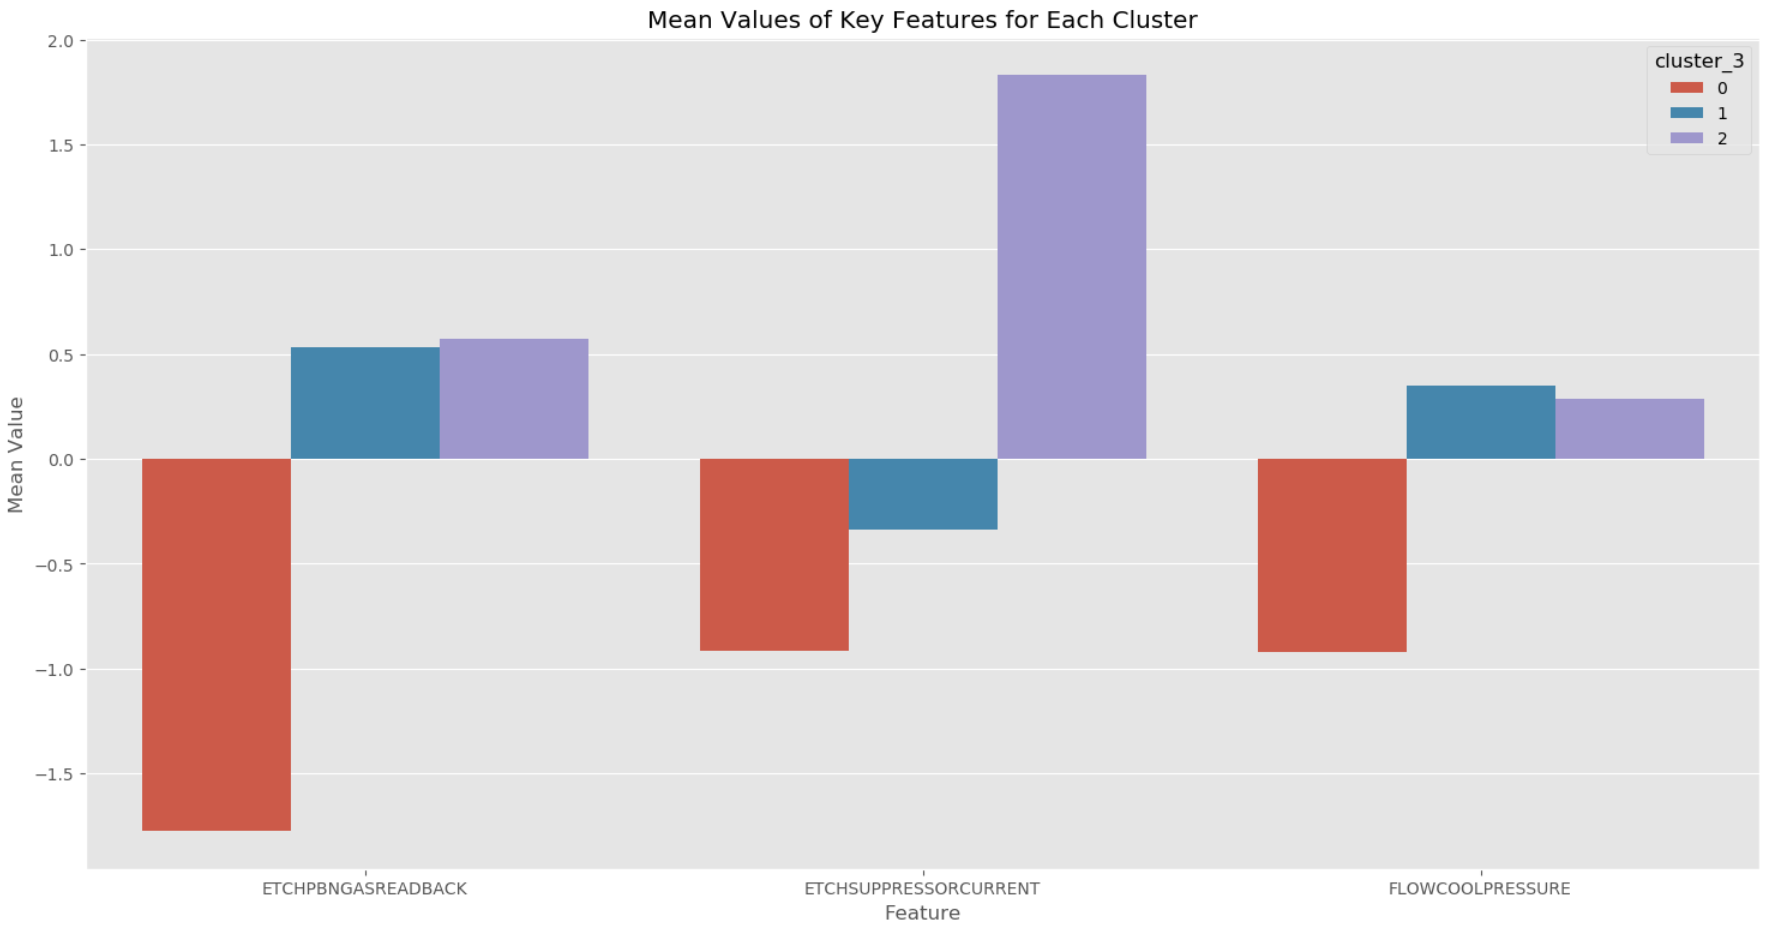 Mean Values of Key Features for Each Cluster
cluster_3
0
1
2
2.0
1.5
1.0
0.5
0.0
−0.5
−1.0
−1.5
Mean Value
ETCHPBNGASREADBACK
ETCHSUPPRESSORCURRENT
FLOWCOOLPRESSURE
Feature